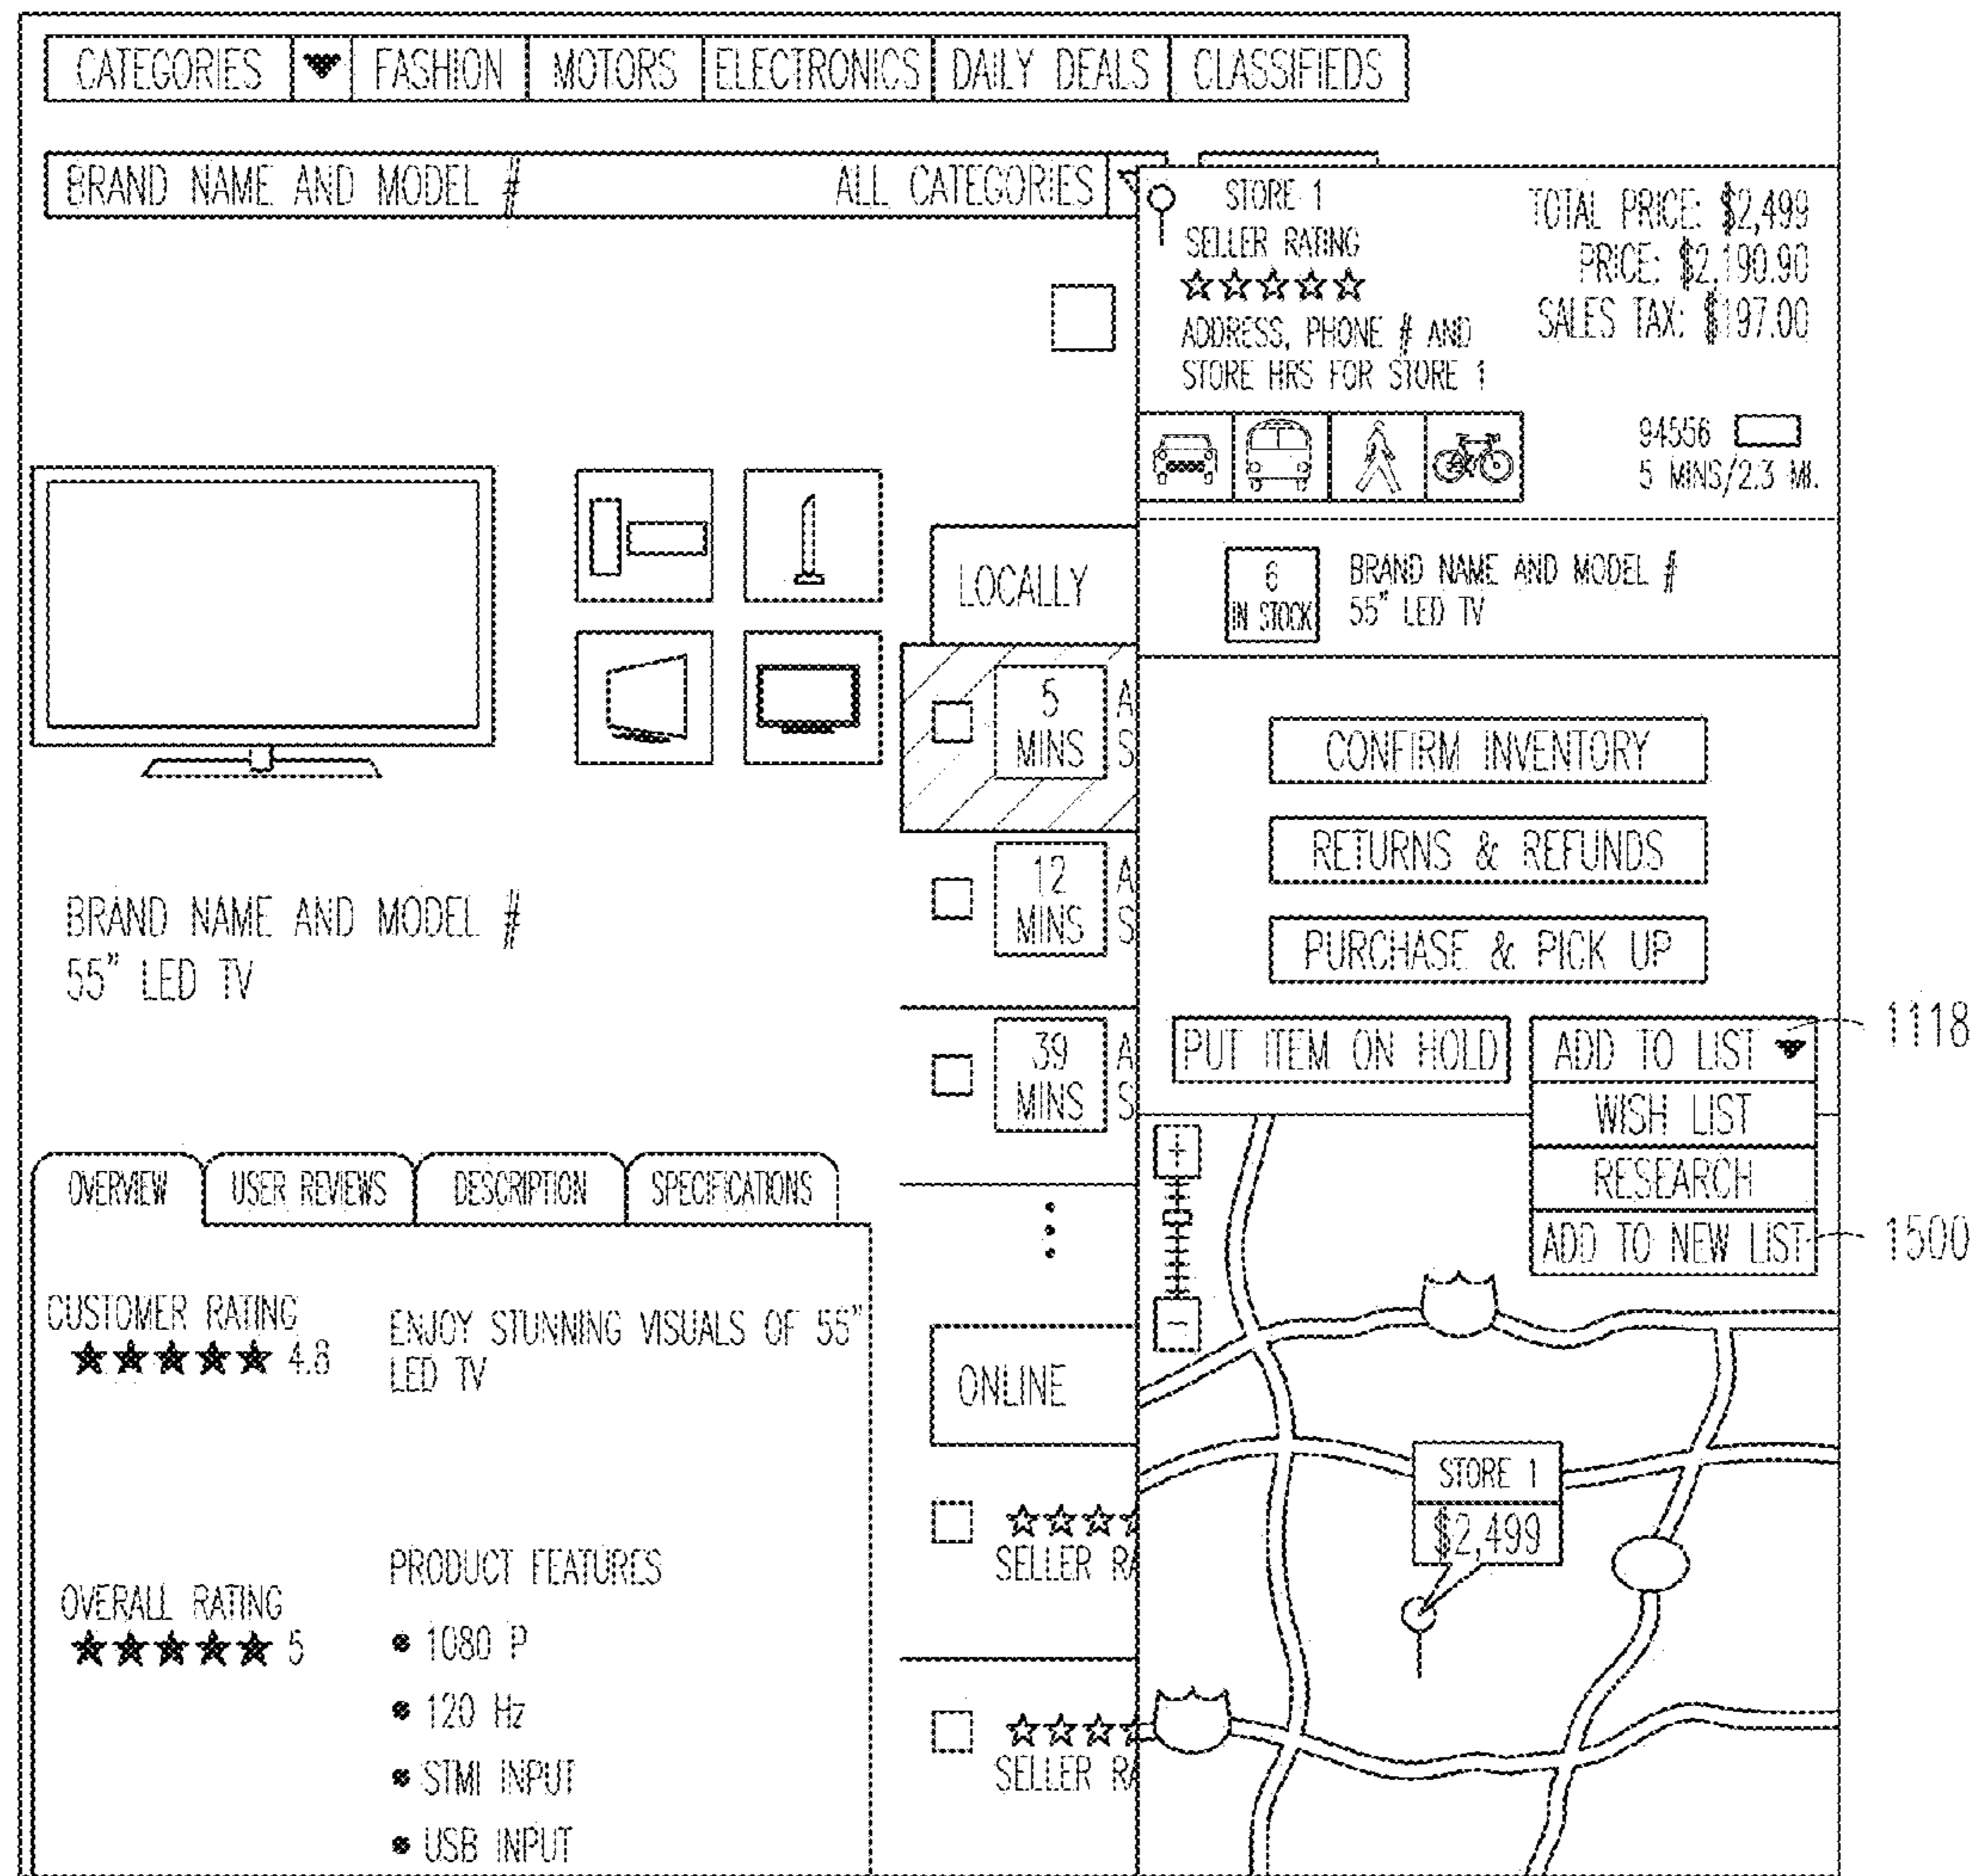 CATEGORIES FASHION MOTORS ELECTRONICS DAILY DEALS CLASSIFIEDS
BRAND NAME AND MODEL # ALL CATEGORIES
STORE 1
SELLER RATING
ADDRESS, PHONE # AND
STORE HRS FOR STORE 1
TOTAL PRICE: $2,499
PRICE: $2,190.90
SALES TAX: $197.00
94556
5 MINS/2.3 MI.
6
IN STOCK
BRAND NAME AND MODEL #
55" LED TV
CONFIRM INVENTORY
RETURNS & REFUNDS
PURCHASE & PICK UP
PUT ITEM ON HOLD
ADD TO LIST
1118
WISH LIST
RESEARCH
ADD TO NEW LIST
1500
LOCALLY
5
MINS
A
S
12
MINS
A
S
39
MINS
A
S
ONLINE
SELLER RA
SELLER RA
BRAND NAME AND MODEL #
55" LED TV
OVERVIEW USER REVIEWS DESCRIPTION SPECIFICATIONS
CUSTOMER RATING
4.8
ENJOY STUNNING VISUALS OF 55"
LED TV
OVERALL RATING
5
PRODUCT FEATURES
• 1080 P
• 120 Hz
• STMI INPUT
• USB INPUT
+
-
STORE 1
$2,499